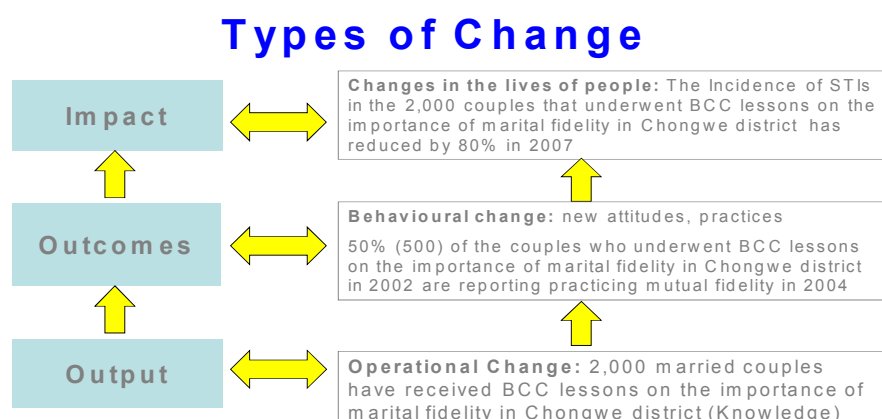 Types of Change
Impact
Changes in the lives of people: The Incidence of STIs
in the 2,000 couples that underwent BCC lessons on the
importance of marital fidelity in Chongwe district has
reduced by 80% in 2007
Outcomes
Behavioural change: new attitudes, practices
50% (500) of the couples who underwent BCC lessons
on the importance of marital fidelity in Chongwe district
in 2002 are reporting practicing mutual fidelity in 2004
Output
Operational Change: 2,000 married couples
have received BCC lessons on the importance of
marital fidelity in Chongwe district (Knowledge)